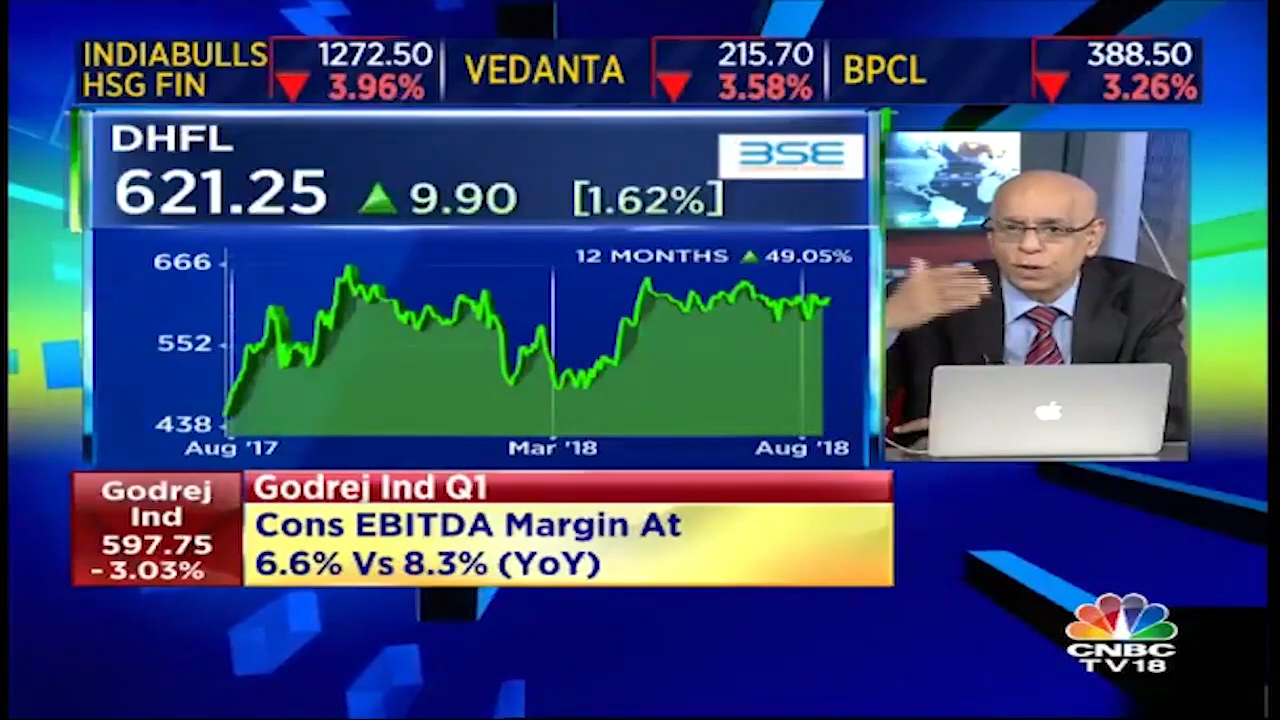 INDIABULLS
HSG FIN
1272.50
3.96%
VEDANTA
215.70
3.58%
BPCL
388.50
3.26%
DHFL
BSE
621.25 9.90 [1.62%]
12 MONTHS 49.05%
666
552
438
Aug '17 Mar '18 Aug '18
Godrej
Ind
597.75
-3.03%
Godrej Ind Q1
Cons EBITDA Margin At
6.6% Vs 8.3% (YoY)
CNBC
TV18